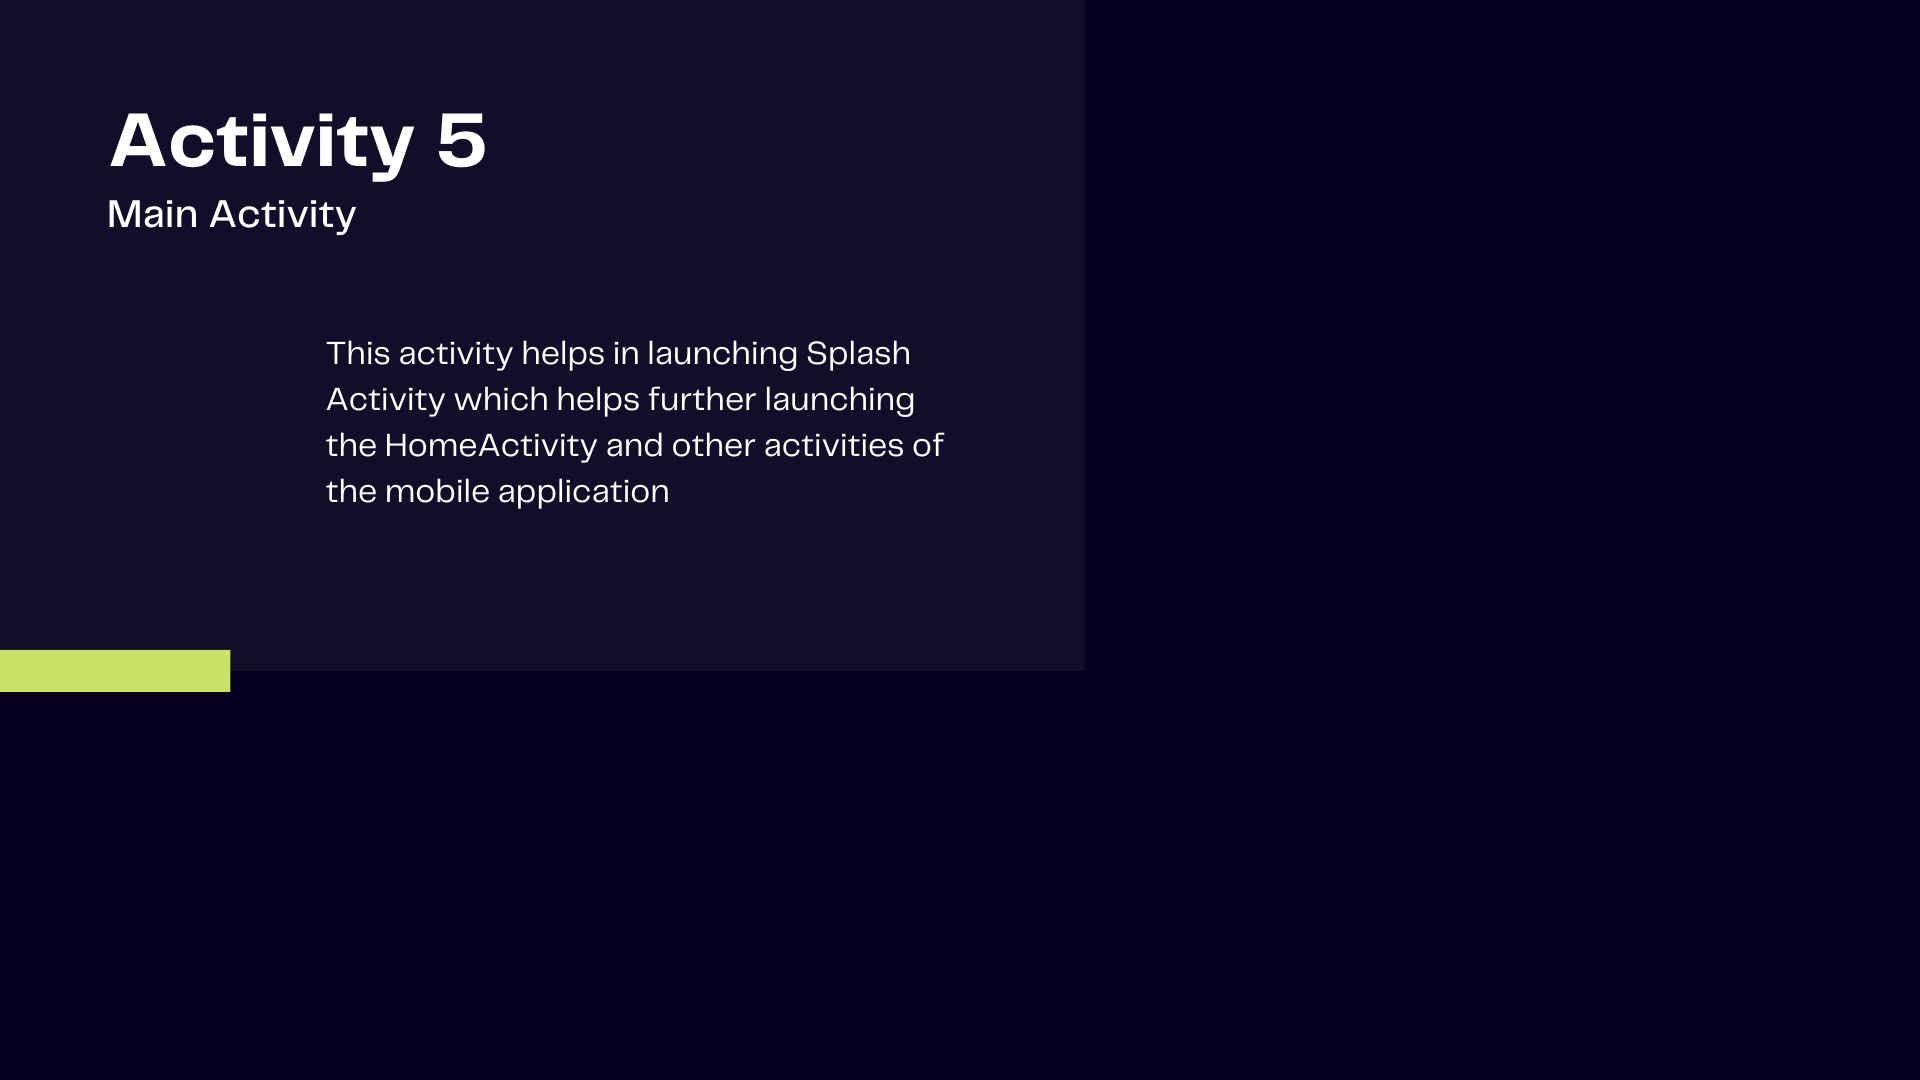 Activity 5
Main Activity
This activity helps in launching Splash
Activity which helps further launching
the HomeActivity and other activities of
the mobile application